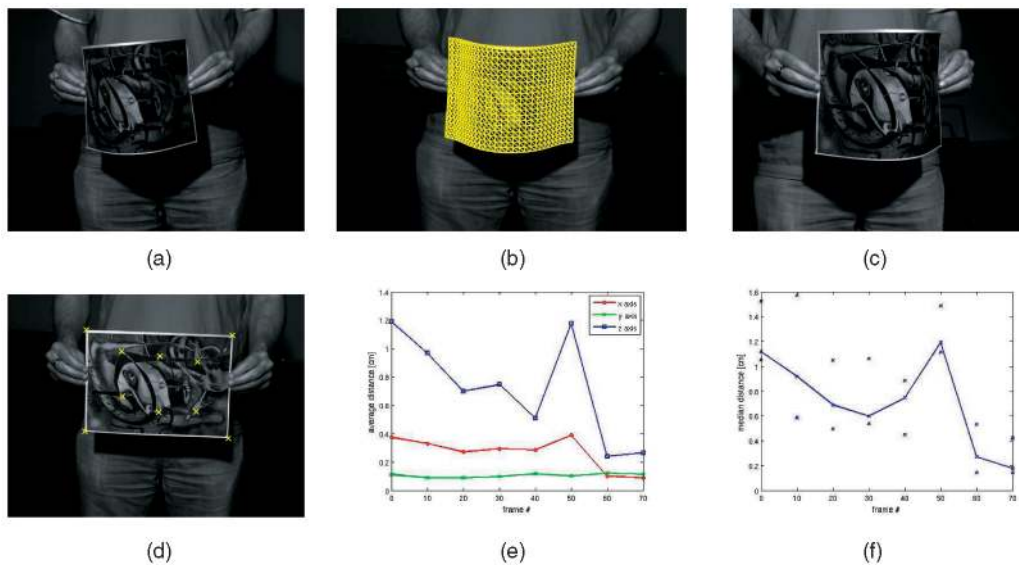 (a)
(b)
(c)
(d)
1.4
1.2
1
0.8
0.6
0.4
0.2
0
average distance [cm]
x axis
y axis
z axis
0 10 20 30 40 50 60 70
frame #
(e)
1.6
1.4
1.2
1
0.8
0.6
0.4
0.2
0
median distance [cm]
0 10 20 30 40 50 60 70
frame #
(f)